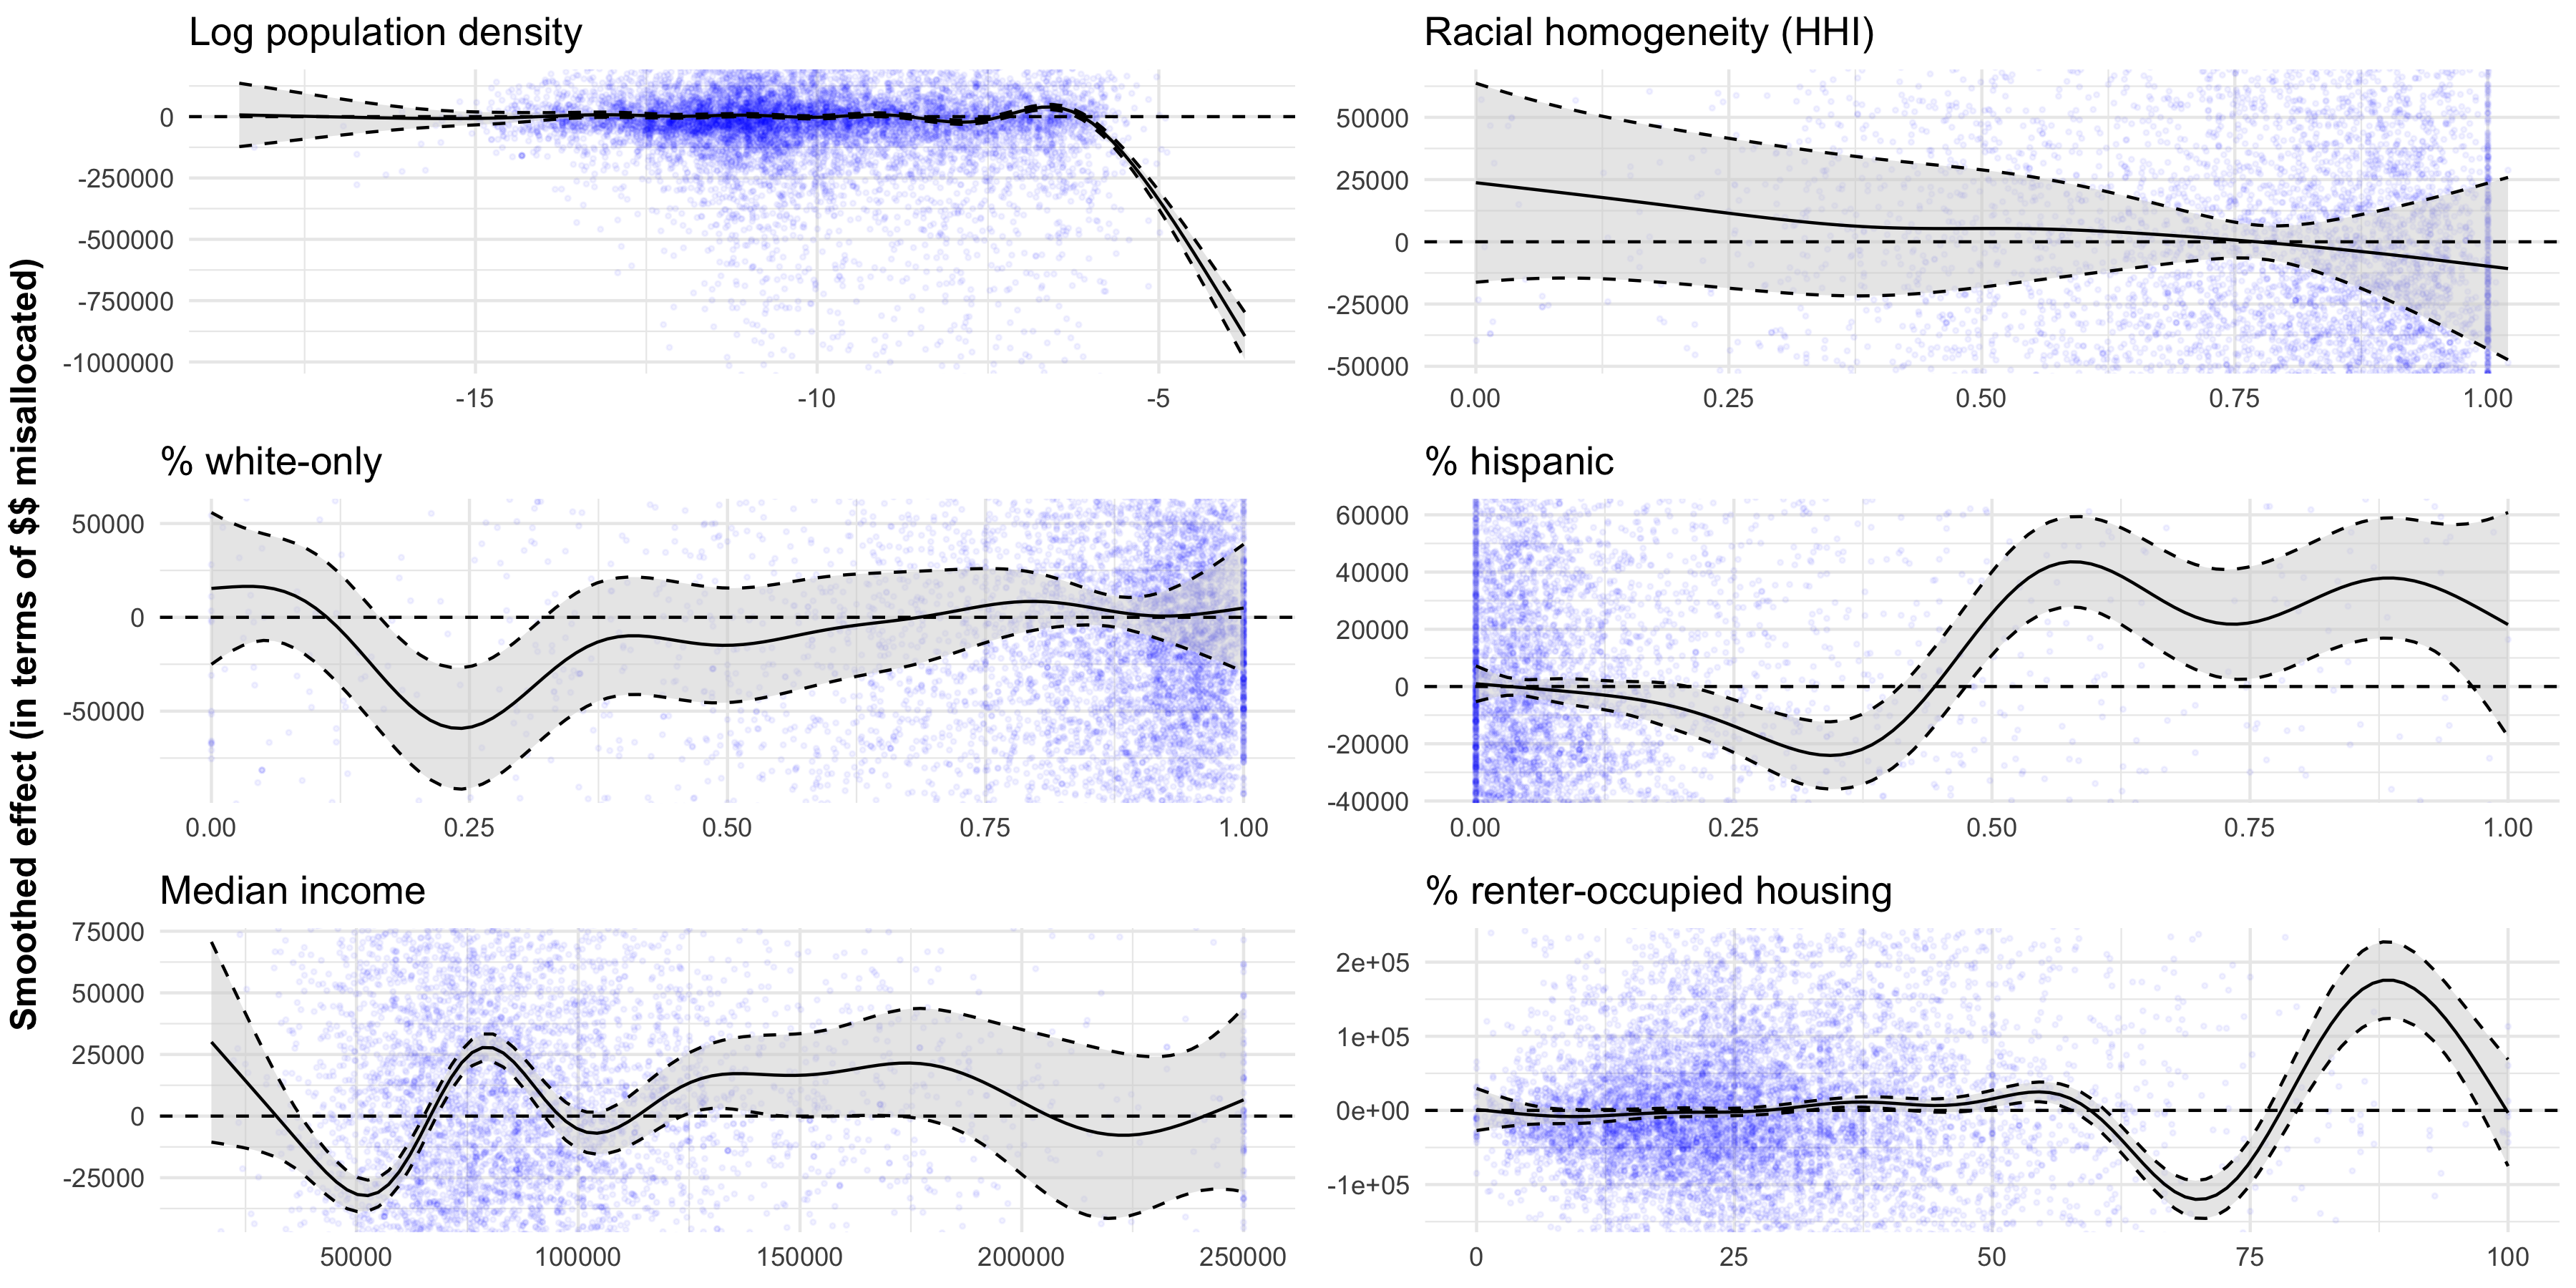 Smoothed effect (in terms of $$ misallocated)
Log population density
0
-250000
-500000
-750000
-1000000
-15 -10 -5
Racial homogeneity (HHI)
50000
25000
0
-25000
-50000
0.00 0.25 0.50 0.75 1.00
% white-only
50000
0
-50000
0.00 0.25 0.50 0.75 1.00
% hispanic
60000
40000
20000
0
-20000
-40000
0.00 0.25 0.50 0.75 1.00
Median income
75000
50000
25000
0
-25000
50000 100000 150000 200000 250000
% renter-occupied housing
2e+05
1e+05
0e+00
-1e+05
0 25 50 75 100